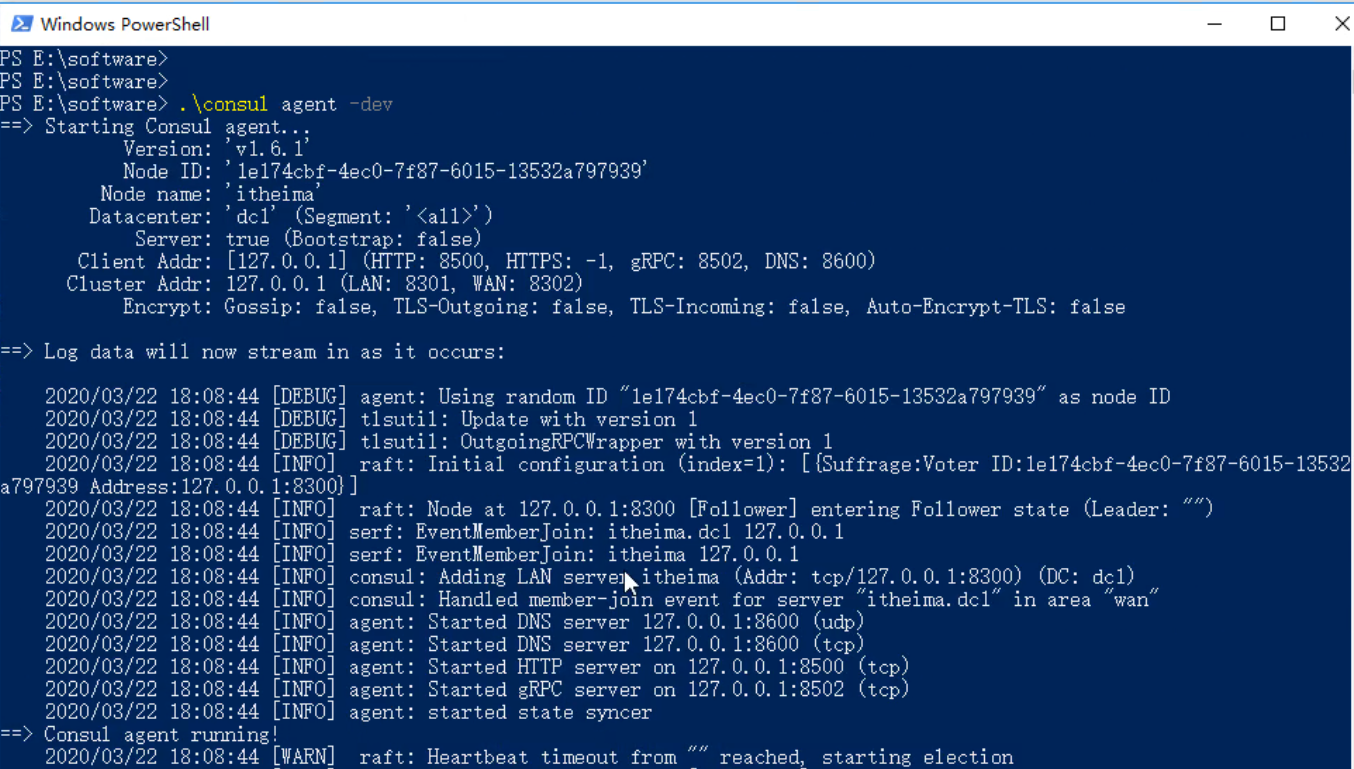 Windows PowerShell
PS E:\software>
PS E:\software>
PS E:\software> .\consul agent -dev
==> Starting Consul agent...
Version: 'v1.6.1'
Node ID: '1e174cbf-4ec0-7f87-6015-13532a797939'
Node name: 'itheima'
Datacenter: 'dc1' (Segment: '<all>')
Server: true (Bootstrap: false)
Client Addr: [127.0.0.1] (HTTP: 8500, HTTPS: -1, gRPC: 8502, DNS: 8600)
Cluster Addr: 127.0.0.1 (LAN: 8301, WAN: 8302)
Encrypt: Gossip: false, TLS-Outgoing: false, TLS-Incoming: false, Auto-Encrypt-TLS: false
==> Log data will now stream in as it occurs:
2020/03/22 18:08:44 [DEBUG] agent: Using random ID "1e174cbf-4ec0-7f87-6015-13532a797939" as node ID
2020/03/22 18:08:44 [DEBUG] tlsutil: Update with version 1
2020/03/22 18:08:44 [DEBUG] tlsutil: OutgoingRPCWrapper with version 1
2020/03/22 18:08:44 [INFO]  raft: Initial configuration (index=1): [{Suffrage:Voter ID:1e174cbf-4ec0-7f87-6015-13532
a797939 Address:127.0.0.1:8300}]
2020/03/22 18:08:44 [INFO]  raft: Node at 127.0.0.1:8300 [Follower] entering Follower state (Leader: "")
2020/03/22 18:08:44 [INFO] serf: EventMemberJoin: itheima.dc1 127.0.0.1
2020/03/22 18:08:44 [INFO] serf: EventMemberJoin: itheima 127.0.0.1
2020/03/22 18:08:44 [INFO] consul: Adding LAN server itheima (Addr: tcp/127.0.0.1:8300) (DC: dc1)
2020/03/22 18:08:44 [INFO] consul: Handled member-join event for server "itheima.dc1" in area "wan"
2020/03/22 18:08:44 [INFO] agent: Started DNS server 127.0.0.1:8600 (udp)
2020/03/22 18:08:44 [INFO] agent: Started DNS server 127.0.0.1:8600 (tcp)
2020/03/22 18:08:44 [INFO] agent: Started HTTP server on 127.0.0.1:8500 (tcp)
2020/03/22 18:08:44 [INFO] agent: Started gRPC server on 127.0.0.1:8502 (tcp)
2020/03/22 18:08:44 [INFO] agent: started state syncer
==> Consul agent running!
2020/03/22 18:08:44 [WARN]  raft: Heartbeat timeout from "" reached, starting election